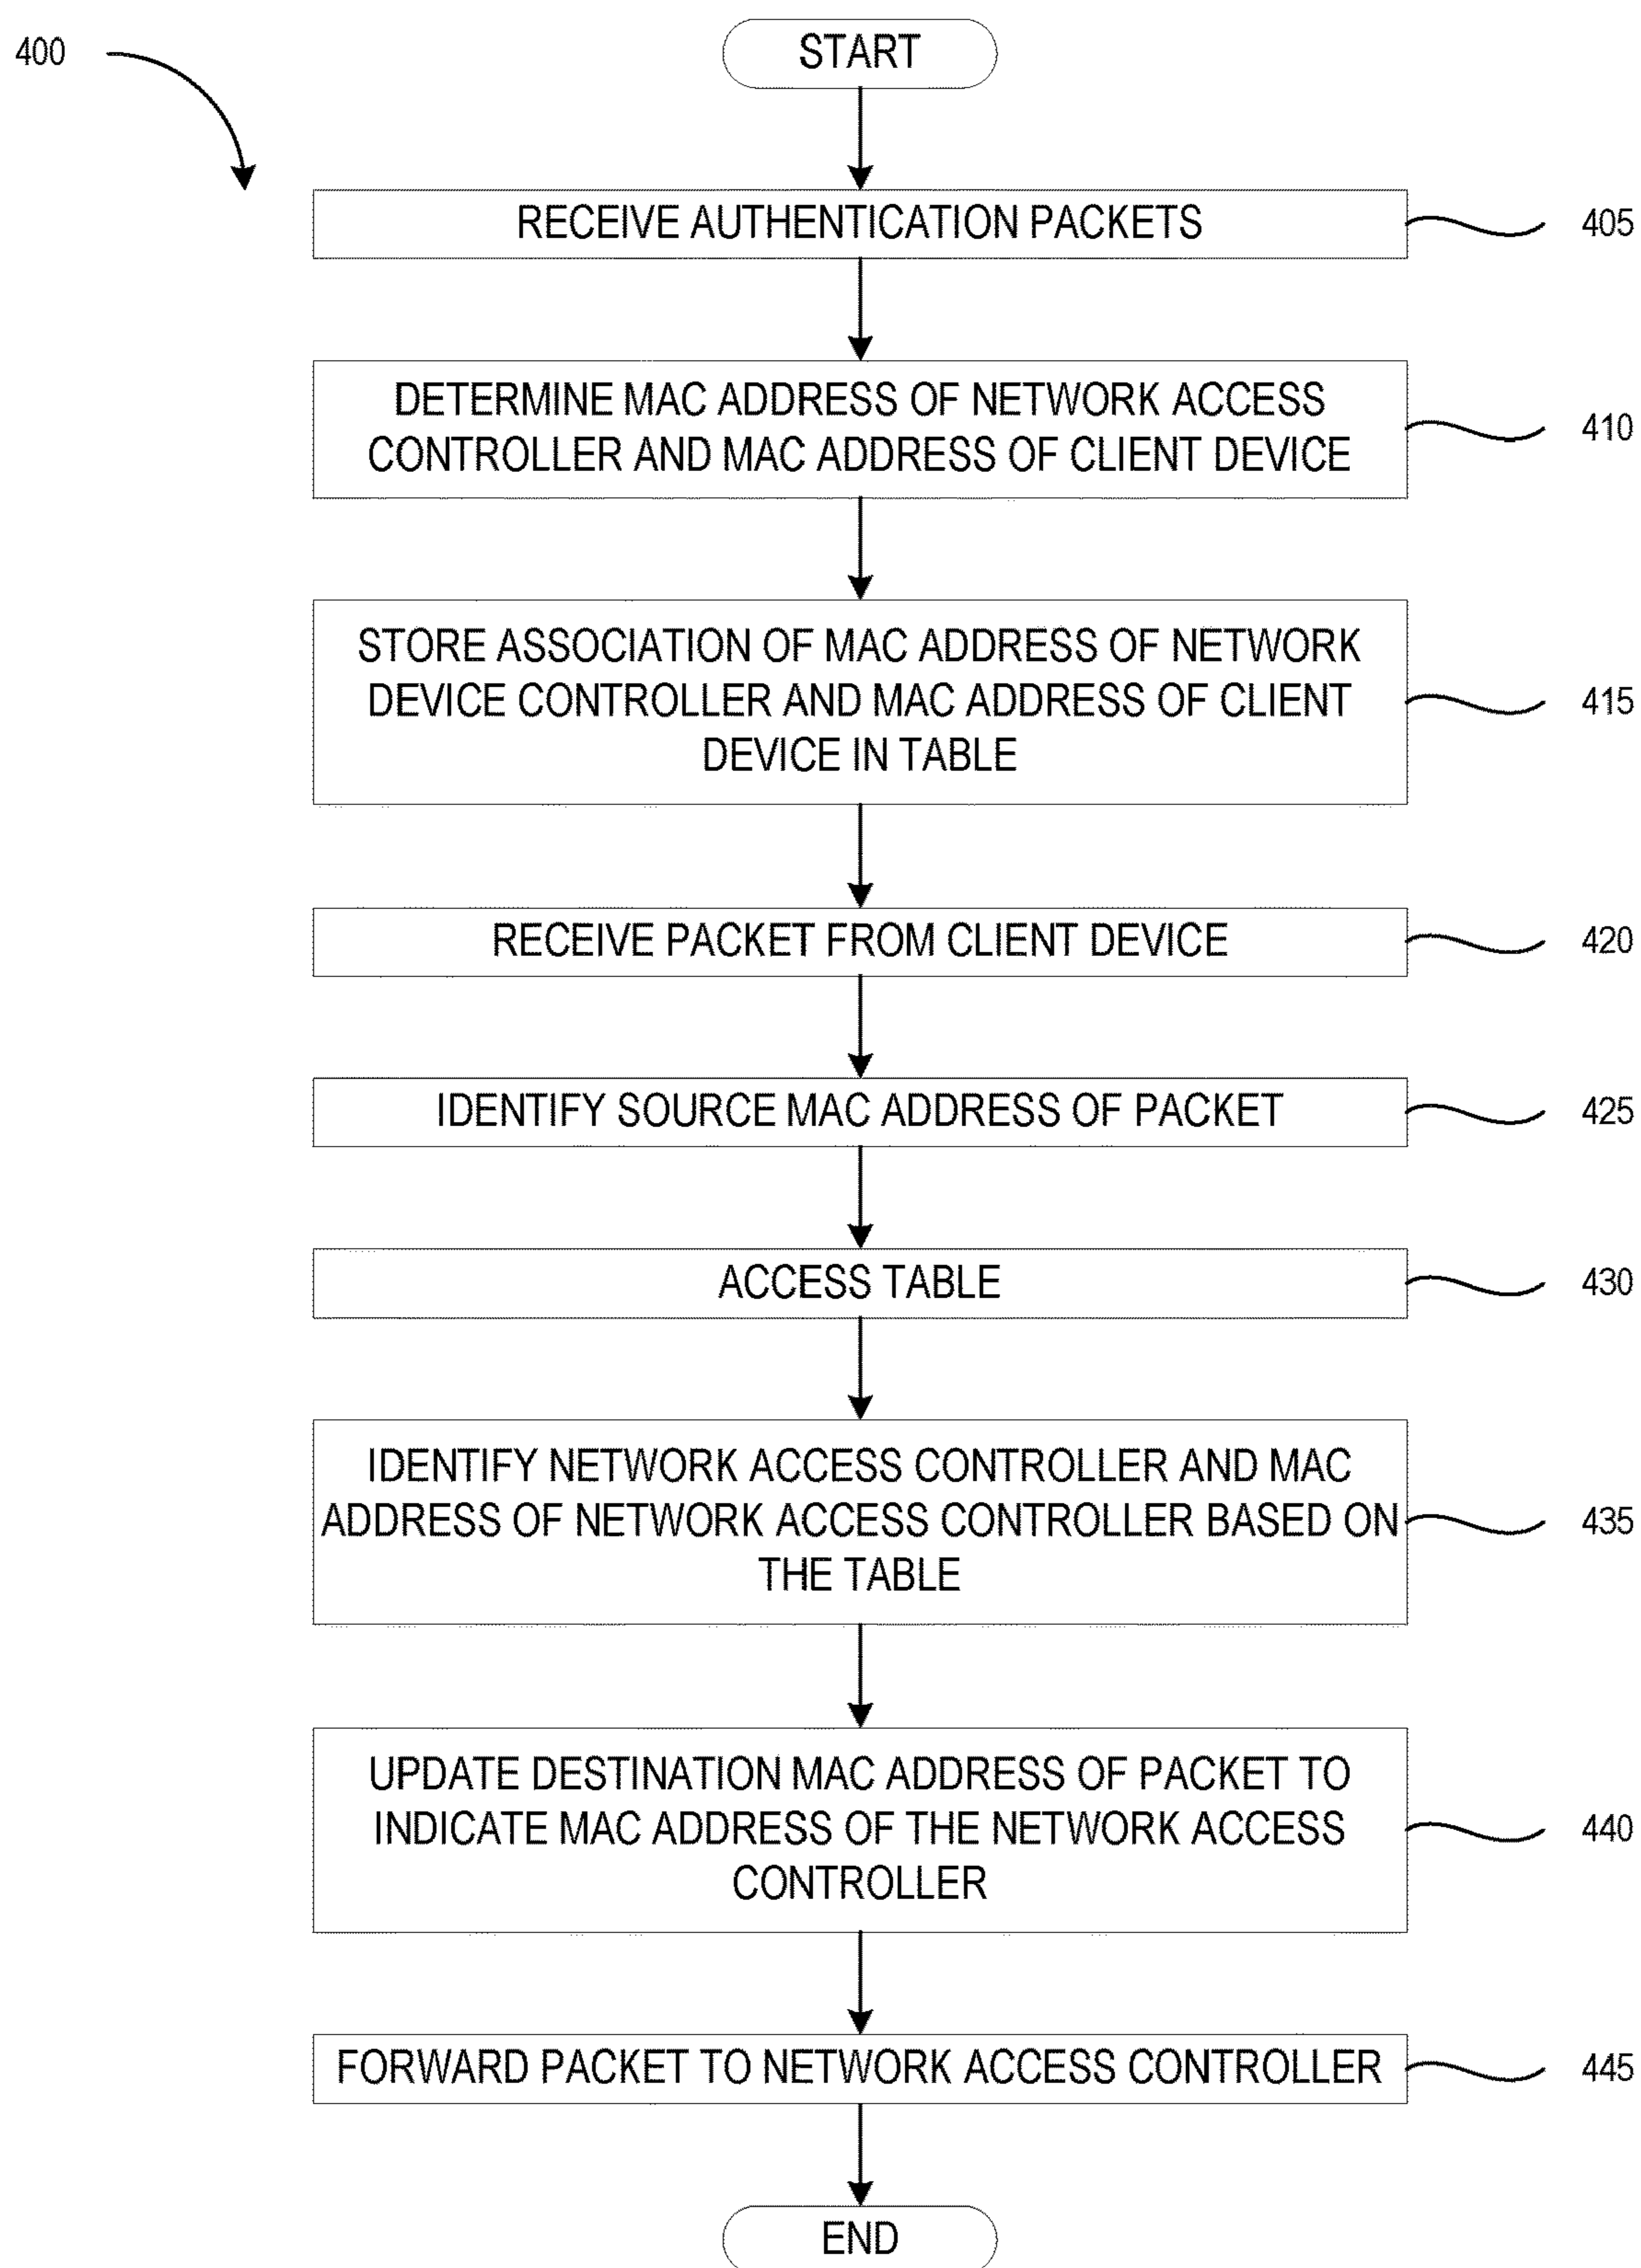 400
START
RECEIVE AUTHENTICATION PACKETS
405
DETERMINE MAC ADDRESS OF NETWORK ACCESS
CONTROLLER AND MAC ADDRESS OF CLIENT DEVICE
410
STORE ASSOCIATION OF MAC ADDRESS OF NETWORK
DEVICE CONTROLLER AND MAC ADDRESS OF CLIENT
DEVICE IN TABLE
415
RECEIVE PACKET FROM CLIENT DEVICE
420
IDENTIFY SOURCE MAC ADDRESS OF PACKET
425
ACCESS TABLE
430
IDENTIFY NETWORK ACCESS CONTROLLER AND MAC
ADDRESS OF NETWORK ACCESS CONTROLLER BASED ON
THE TABLE
435
UPDATE DESTINATION MAC ADDRESS OF PACKET TO
INDICATE MAC ADDRESS OF THE NETWORK ACCESS
CONTROLLER
440
FORWARD PACKET TO NETWORK ACCESS CONTROLLER
445
END